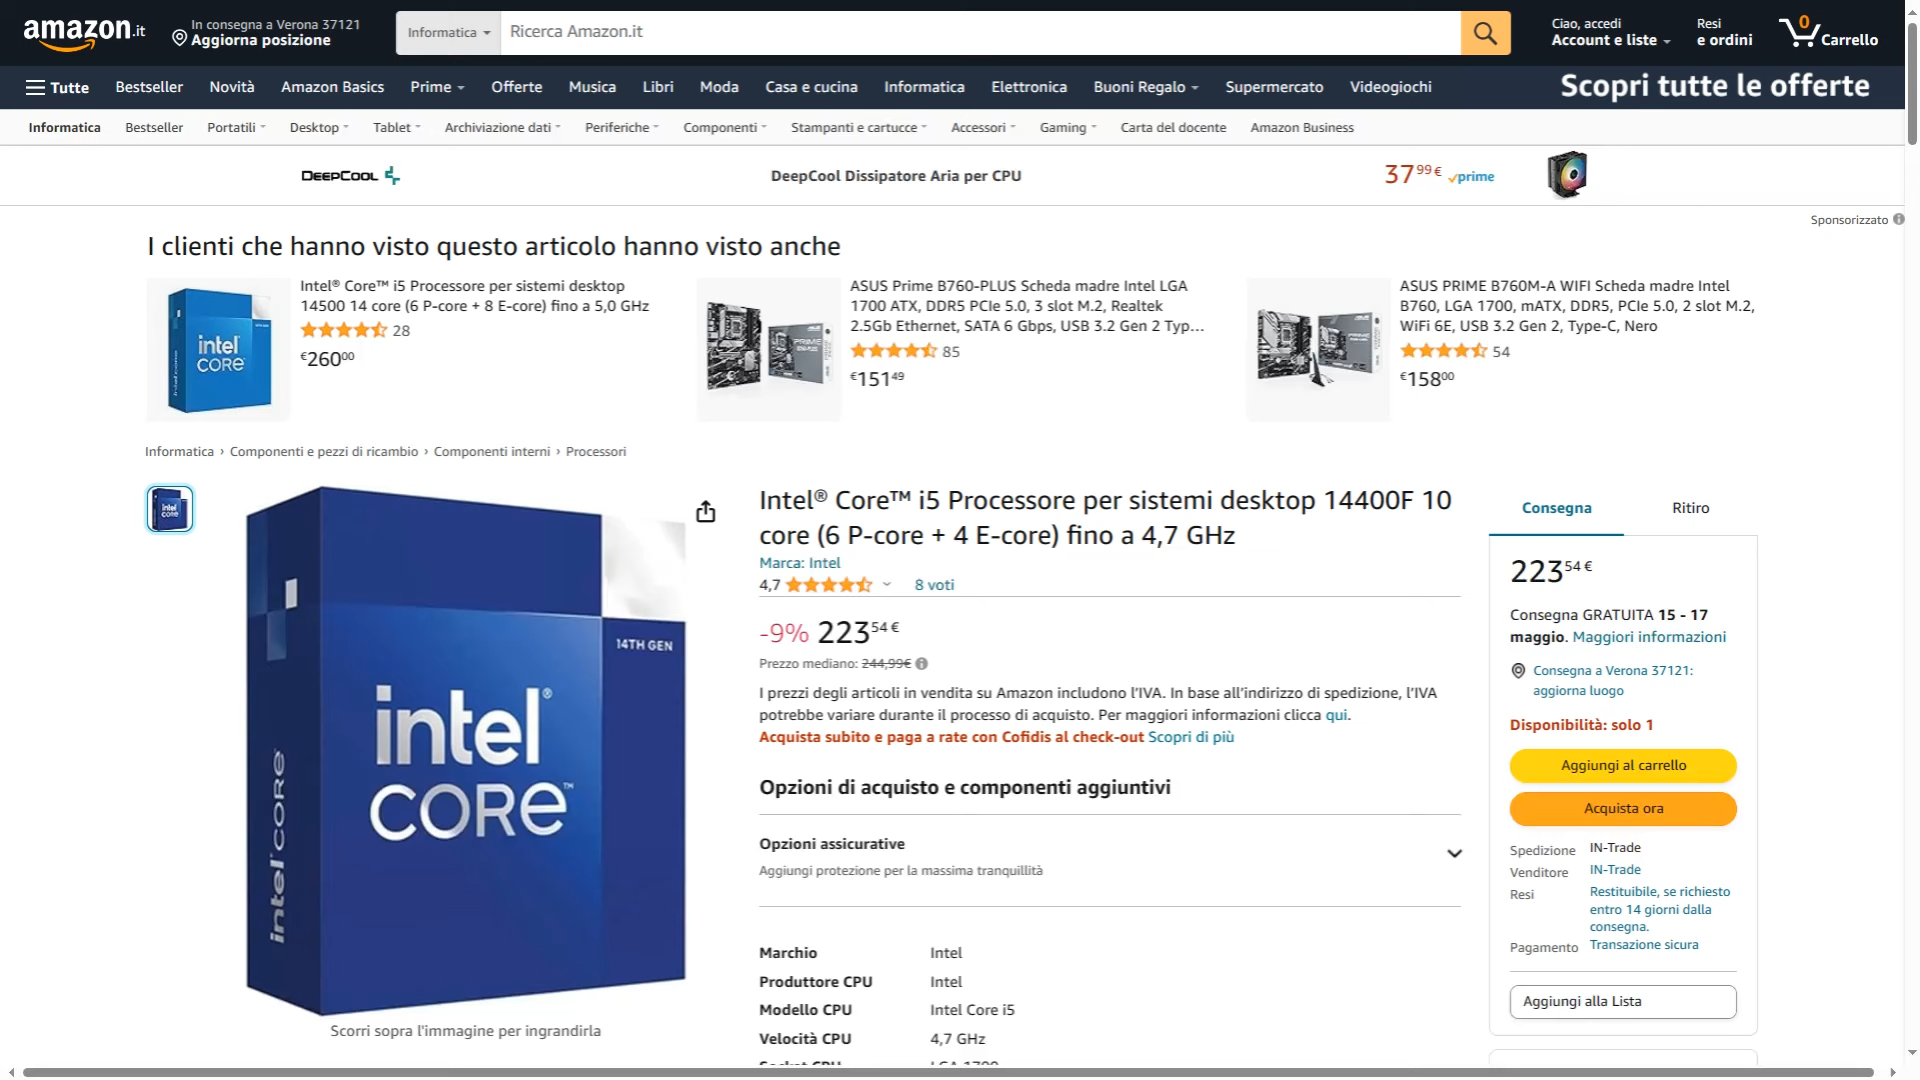 amazon.it
In consegna a Verona 37121
Aggiorna posizione
Informatica
Ricerca Amazon.it
Ciao, accedi
Account e liste
Resi
e ordini
0
Carrello
Tutte
Bestseller
Novità
Amazon Basics
Prime
Offerte
Musica
Libri
Moda
Casa e cucina
Informatica
Elettronica
Buoni Regalo
Supermercato
Videogiochi
Scopri tutte le offerte
Informatica
Bestseller
Portatili
Desktop
Tablet
Archiviazione dati
Periferiche
Componenti
Stampanti e cartucce
Accessori
Gaming
Carta del docente
Amazon Business
DEEPCOOL
DeepCool Dissipatore Aria per CPU
37 99 €
prime
Sponsorizzato
I clienti che hanno visto questo articolo hanno visto anche
intel
CORE
Intel® Core™ i5 Processore per sistemi desktop
14500 14 core (6 P-core + 8 E-core) fino a 5,0 GHz
28
€260 00
ASUS Prime B760-PLUS Scheda madre Intel LGA
1700 ATX, DDR5 PCIe 5.0, 3 slot M.2, Realtek
2.5Gb Ethernet, SATA 6 Gbps, USB 3.2 Gen 2 Typ…
85
€151 49
ASUS PRIME B760M-A WIFI Scheda madre Intel
B760, LGA 1700, mATX, DDR5, PCIe 5.0, 2 slot M.2,
WiFi 6E, USB 3.2 Gen 2, Type-C, Nero
54
€158 00
Informatica › Componenti e pezzi di ricambio › Componenti interni › Processori
14TH GEN
intel®
CORE™
intel CORE
Scorri sopra l'immagine per ingrandirla
Intel® Core™ i5 Processore per sistemi desktop 14400F 10
core (6 P-core + 4 E-core) fino a 4,7 GHz
Marca: Intel
4,7
8 voti
-9% 223 54 €
Prezzo mediano: 244,99€
I prezzi degli articoli in vendita su Amazon includono l'IVA. In base all'indirizzo di spedizione, l'IVA
potrebbe variare durante il processo di acquisto. Per maggiori informazioni clicca qui.
Acquista subito e paga a rate con Cofidis al check-out Scopri di più
Opzioni di acquisto e componenti aggiuntivi
Opzioni assicurative
Aggiungi protezione per la massima tranquillità
Marchio Intel
Produttore CPU Intel
Modello CPU Intel Core i5
Velocità CPU 4,7 GHz
Socket CPU LGA 1700
Consegna
Ritiro
223 54 €
Consegna GRATUITA 15 - 17
maggio. Maggiori informazioni
Consegna a Verona 37121:
aggiorna luogo
Disponibilità: solo 1
Aggiungi al carrello
Acquista ora
Spedizione IN-Trade
Venditore IN-Trade
Resi Restituibile, se richiesto
entro 14 giorni dalla
consegna.
Pagamento Transazione sicura
Aggiungi alla Lista